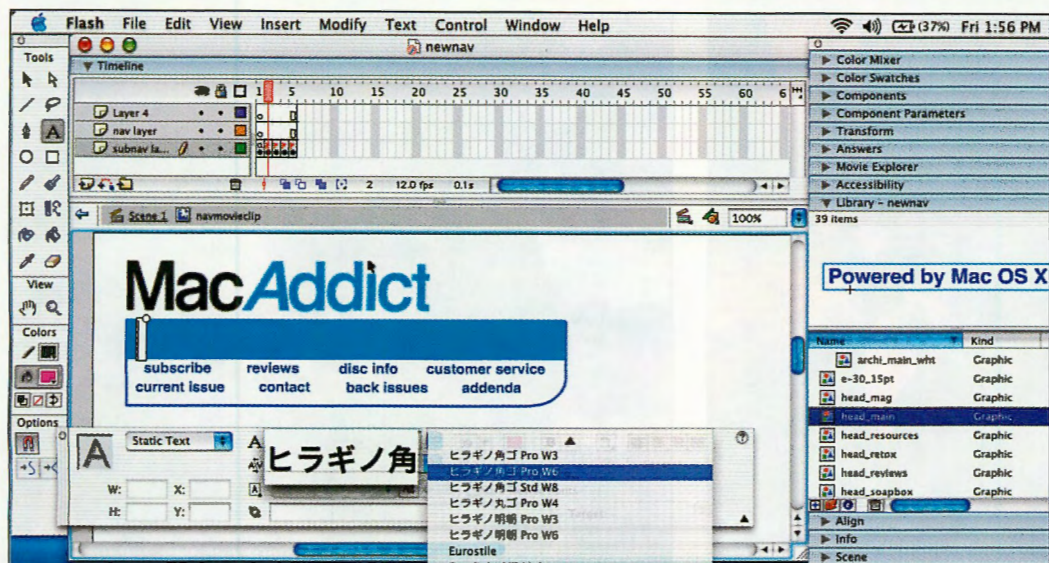 Flash File Edit View Insert Modify Text Control Window Help (37%) Fri 1:56 PM
newnav
Tools
Timeline
1 5 10 15 20 25 30 35 40 45 50 55 60 6
Layer 4
nav layer
subnav la...
2 12.0 fps 0.1s
Scene 1 navmovieclip 100%
View
Colors
Options
MacAddict
subscribe reviews disc info customer service
current issue contact back issues addenda
A Static Text A
W: X:
H: Y:
ヒラギノ角
ヒラギノ角ゴ Pro W3
ヒラギノ角ゴ Pro W6
ヒラギノ角ゴ Std W8
ヒラギノ丸ゴ Pro W4
ヒラギノ明朝 Pro W3
ヒラギノ明朝 Pro W6
Eurostile
Color Mixer
Color Swatches
Components
Component Parameters
Transform
Answers
Movie Explorer
Accessibility
Library - newnav
39 items
Powered by Mac OS X
Name Kind
archi_main_wht Graphic
e-30_15pt Graphic
head_mag Graphic
head_main Graphic
head_resources Graphic
head_retox Graphic
head_reviews Graphic
head_soapbox Graphic
Align
Info
Scene